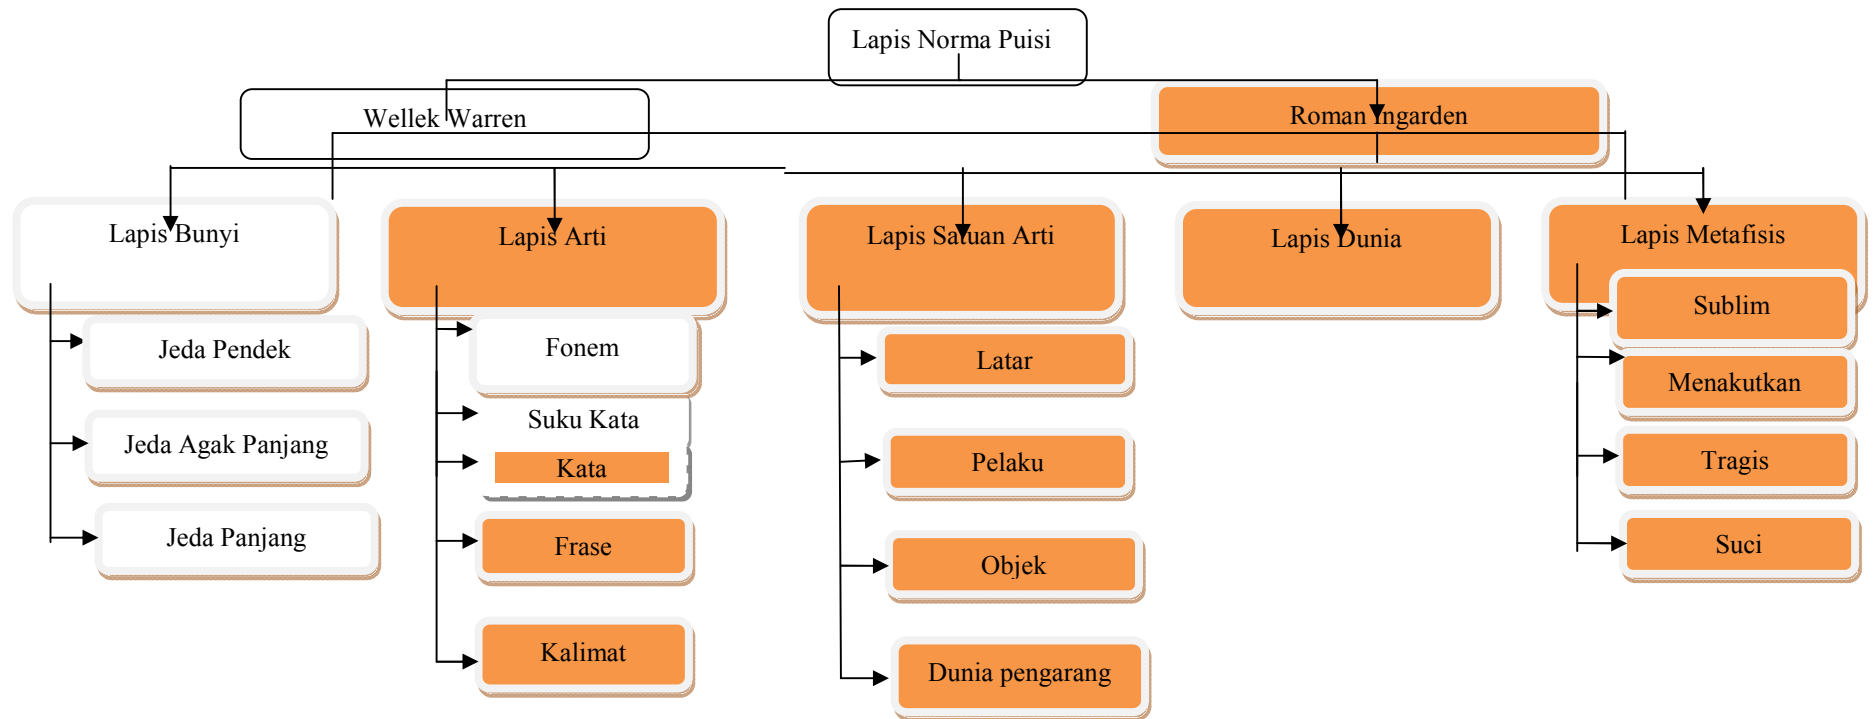 Lapis Norma Puisi
Wellek Warren
Roman Ingarden
Lapis Bunyi
Lapis Arti
Lapis Satuan Arti
Lapis Dunia
Lapis Metafisis
Jeda Pendek
Jeda Agak Panjang
Jeda Panjang
Fonem
Suku Kata
Kata
Frase
Kalimat
Latar
Pelaku
Objek
Dunia pengarang
Sublim
Menakutkan
Tragis
Suci